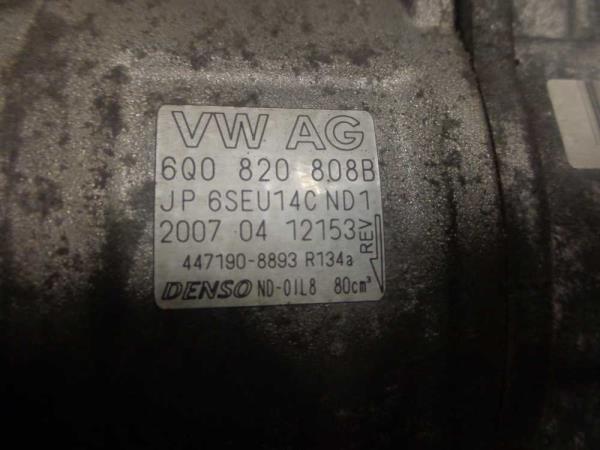 VW AG
6Q0 820 808B
JP 6SEU14C ND1
2007 04 12153
REV
447190-8893 R134a
DENSO ND-OIL8 80cm³